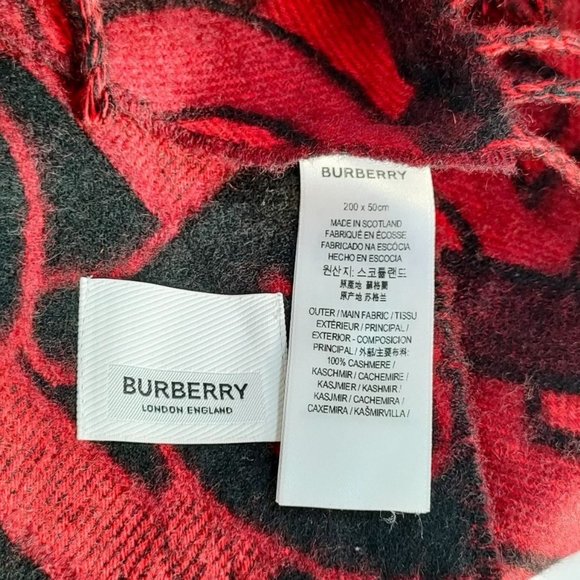 BURBERRY
LONDON ENGLAND
BURBERRY
200 x 50cm
MADE IN SCOTLAND
FABRIQUÉ EN ÉCOSSE
FABRICADO NA ESCÓCIA
HECHO EN ESCOCIA
원산지: 스코틀랜드
原產地 蘇格蘭
原产地 苏格兰
OUTER / MAIN FABRIC / TISSU
EXTÉRIEUR / PRINCIPAL /
EXTERIOR - COMPOSICIÓN
PRINCIPAL / 外部/主要布料:
100% CASHMERE /
KASCHMIR / CACHEMIRE /
KASJMIER / KASHMIR /
KASJMIR / CACHEMIRA /
CAXEMIRA / KAŠMIRVILLA /